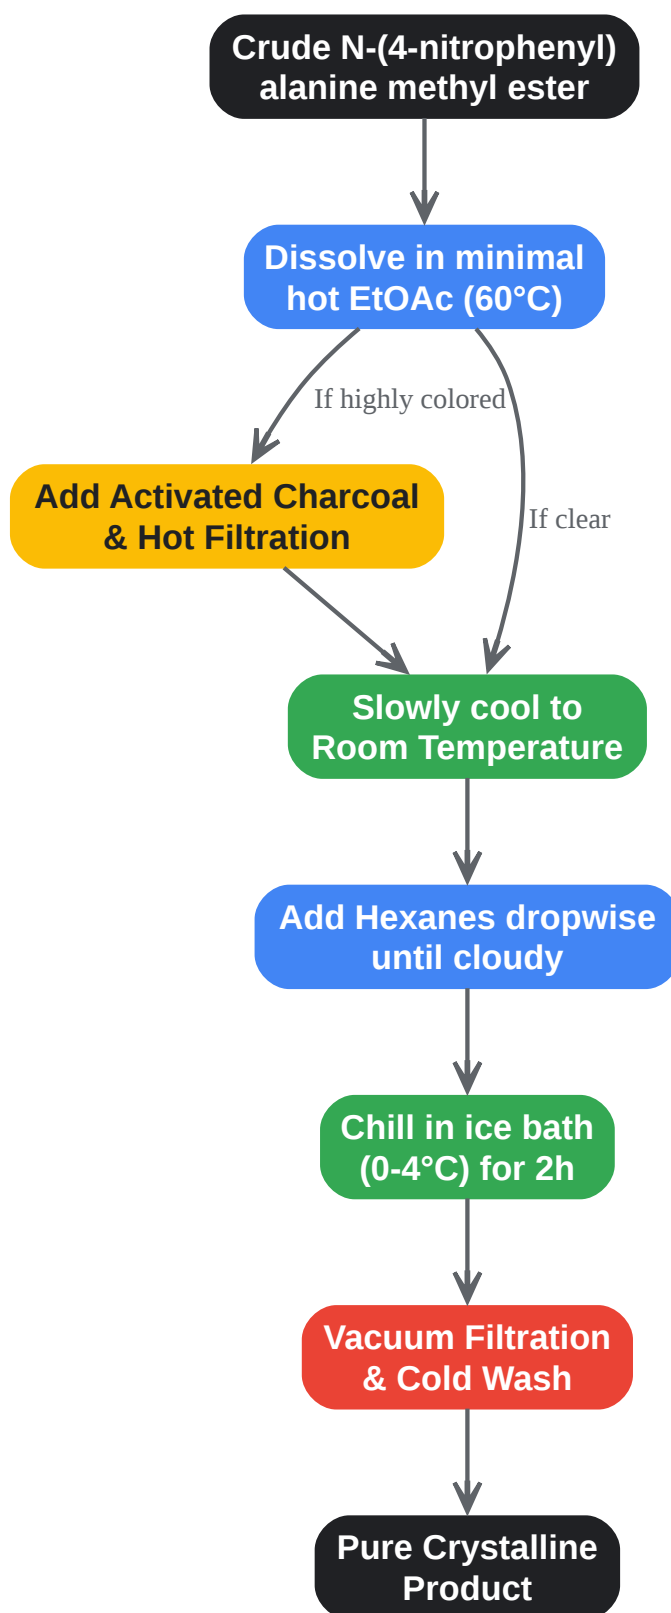 Crude N-(4-nitrophenyl)
alanine methyl ester
Dissolve in minimal
hot EtOAc (60°C)
If highly colored
Add Activated Charcoal
& Hot Filtration
If clear
Slowly cool to
Room Temperature
Add Hexanes dropwise
until cloudy
Chill in ice bath
(0-4°C) for 2h
Vacuum Filtration
& Cold Wash
Pure Crystalline
Product